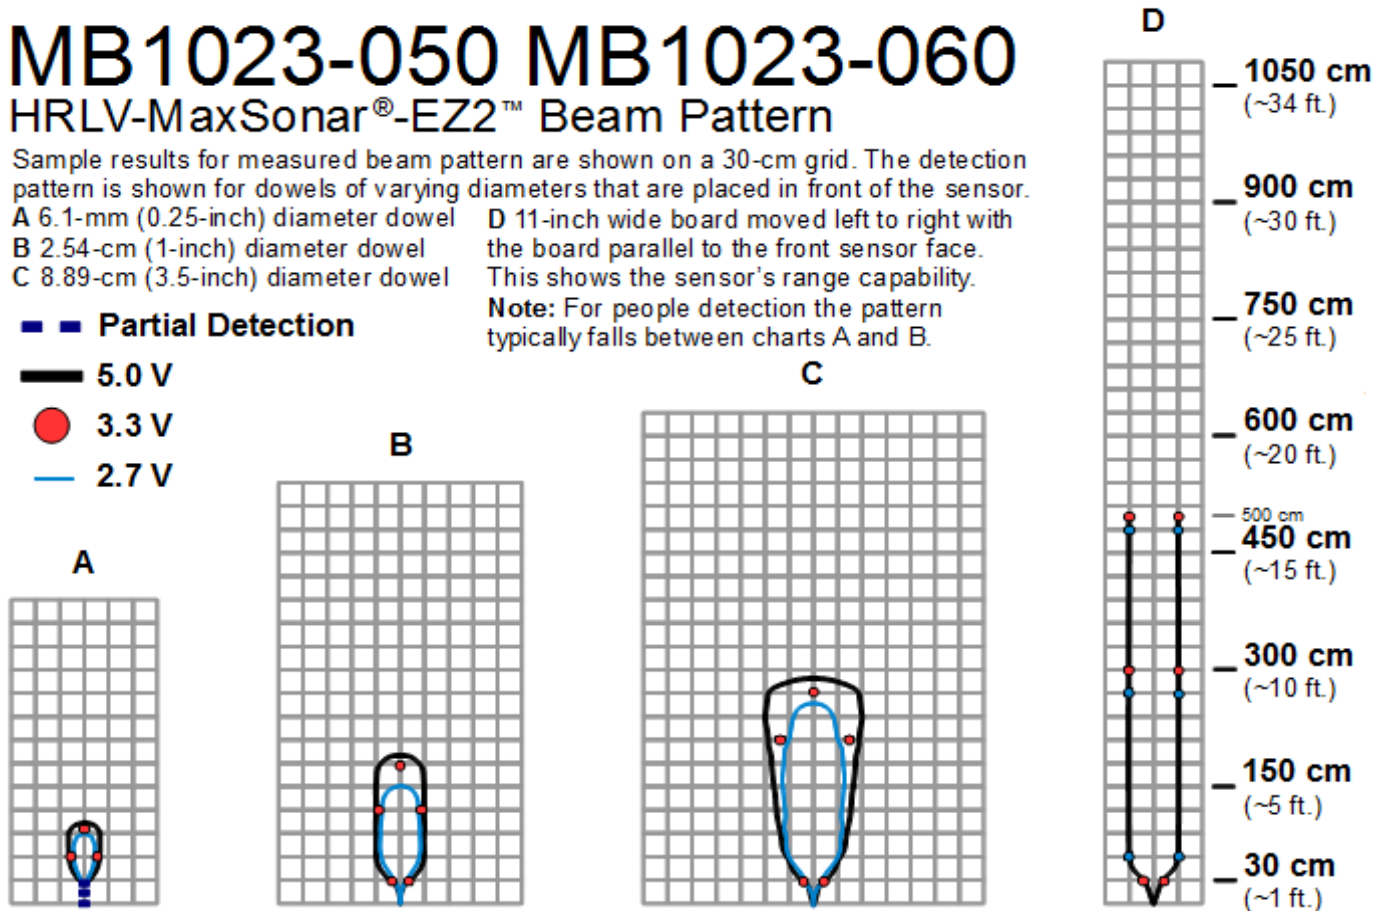 MB1023-050 MB1023-060
HRLV-MaxSonar®-EZ2™ Beam Pattern
Sample results for measured beam pattern are shown on a 30-cm grid. The detection
pattern is shown for dowels of varying diameters that are placed in front of the sensor.
A 6.1-mm (0.25-inch) diameter dowel
B 2.54-cm (1-inch) diameter dowel
C 8.89-cm (3.5-inch) diameter dowel
D 11-inch wide board moved left to right with
the board parallel to the front sensor face.
This shows the sensor's range capability.
Note: For people detection the pattern
typically falls between charts A and B.
Partial Detection
5.0 V
3.3 V
2.7 V
A
B
C
D
1050 cm
(~34 ft.)
900 cm
(~30 ft.)
750 cm
(~25 ft.)
600 cm
(~20 ft.)
500 cm
450 cm
(~15 ft.)
300 cm
(~10 ft.)
150 cm
(~5 ft.)
30 cm
(~1 ft.)